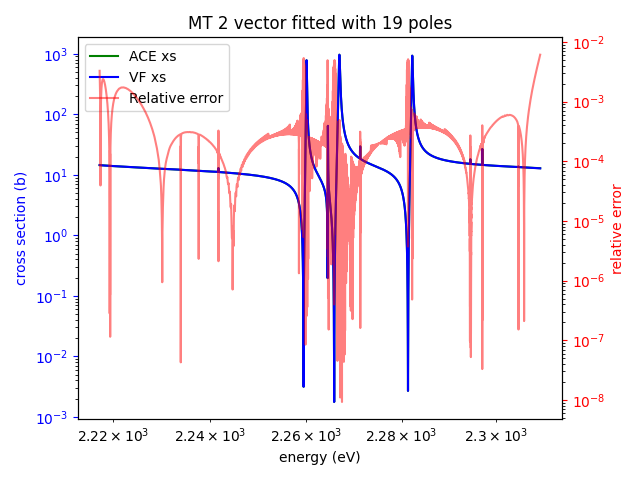 MT 2 vector fitted with 19 poles
ACE xs
VF xs
Relative error
cross section (b)
10³
10²
10¹
10⁰
10⁻¹
10⁻²
10⁻³
10⁻²
10⁻³
10⁻⁴
10⁻⁵
10⁻⁶
10⁻⁷
10⁻⁸
relative error
2.22 × 10³ 2.24 × 10³ 2.26 × 10³ 2.28 × 10³ 2.3 × 10³
energy (eV)